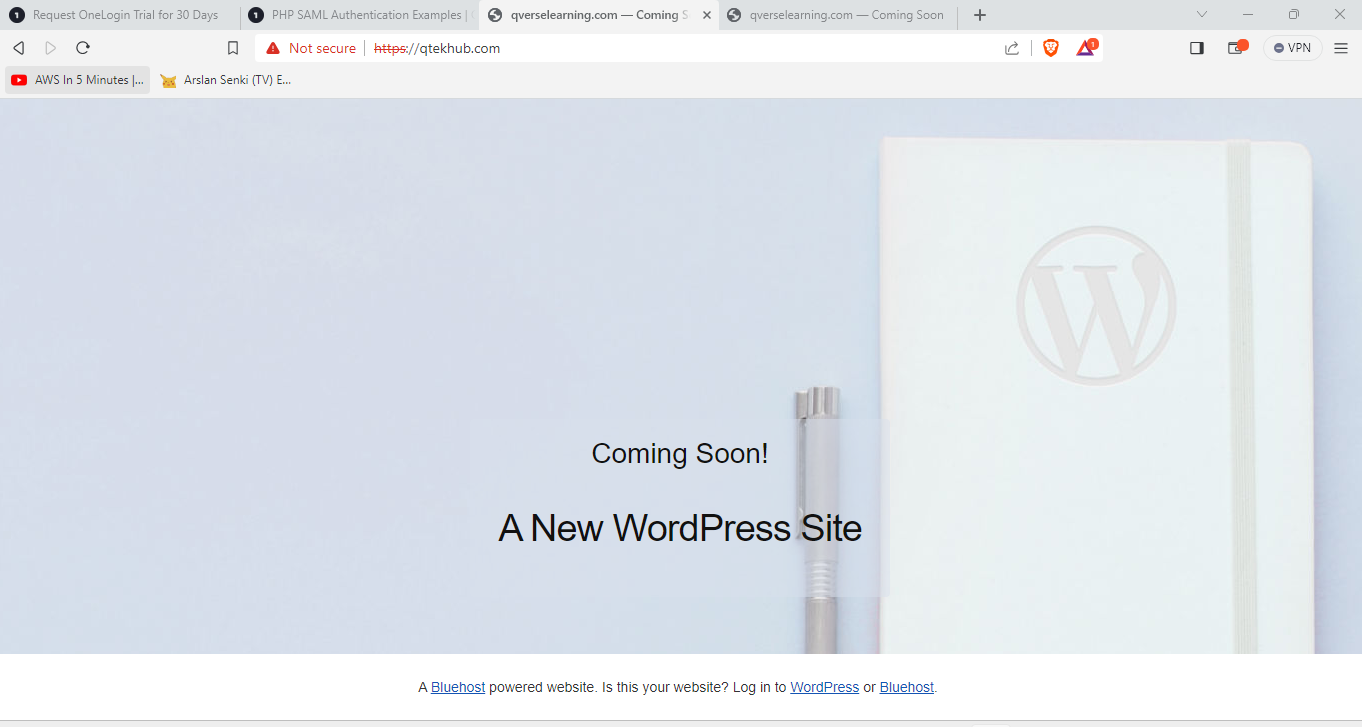 Request OneLogin Trial for 30 Days
PHP SAML Authentication Examples |
qverselearning.com — Coming S
qverselearning.com — Coming Soon
Not secure https://qtekhub.com
1
VPN
AWS In 5 Minutes |...
Arslan Senki (TV) E...
Coming Soon!
A New WordPress Site
A Bluehost powered website. Is this your website? Log in to WordPress or Bluehost.